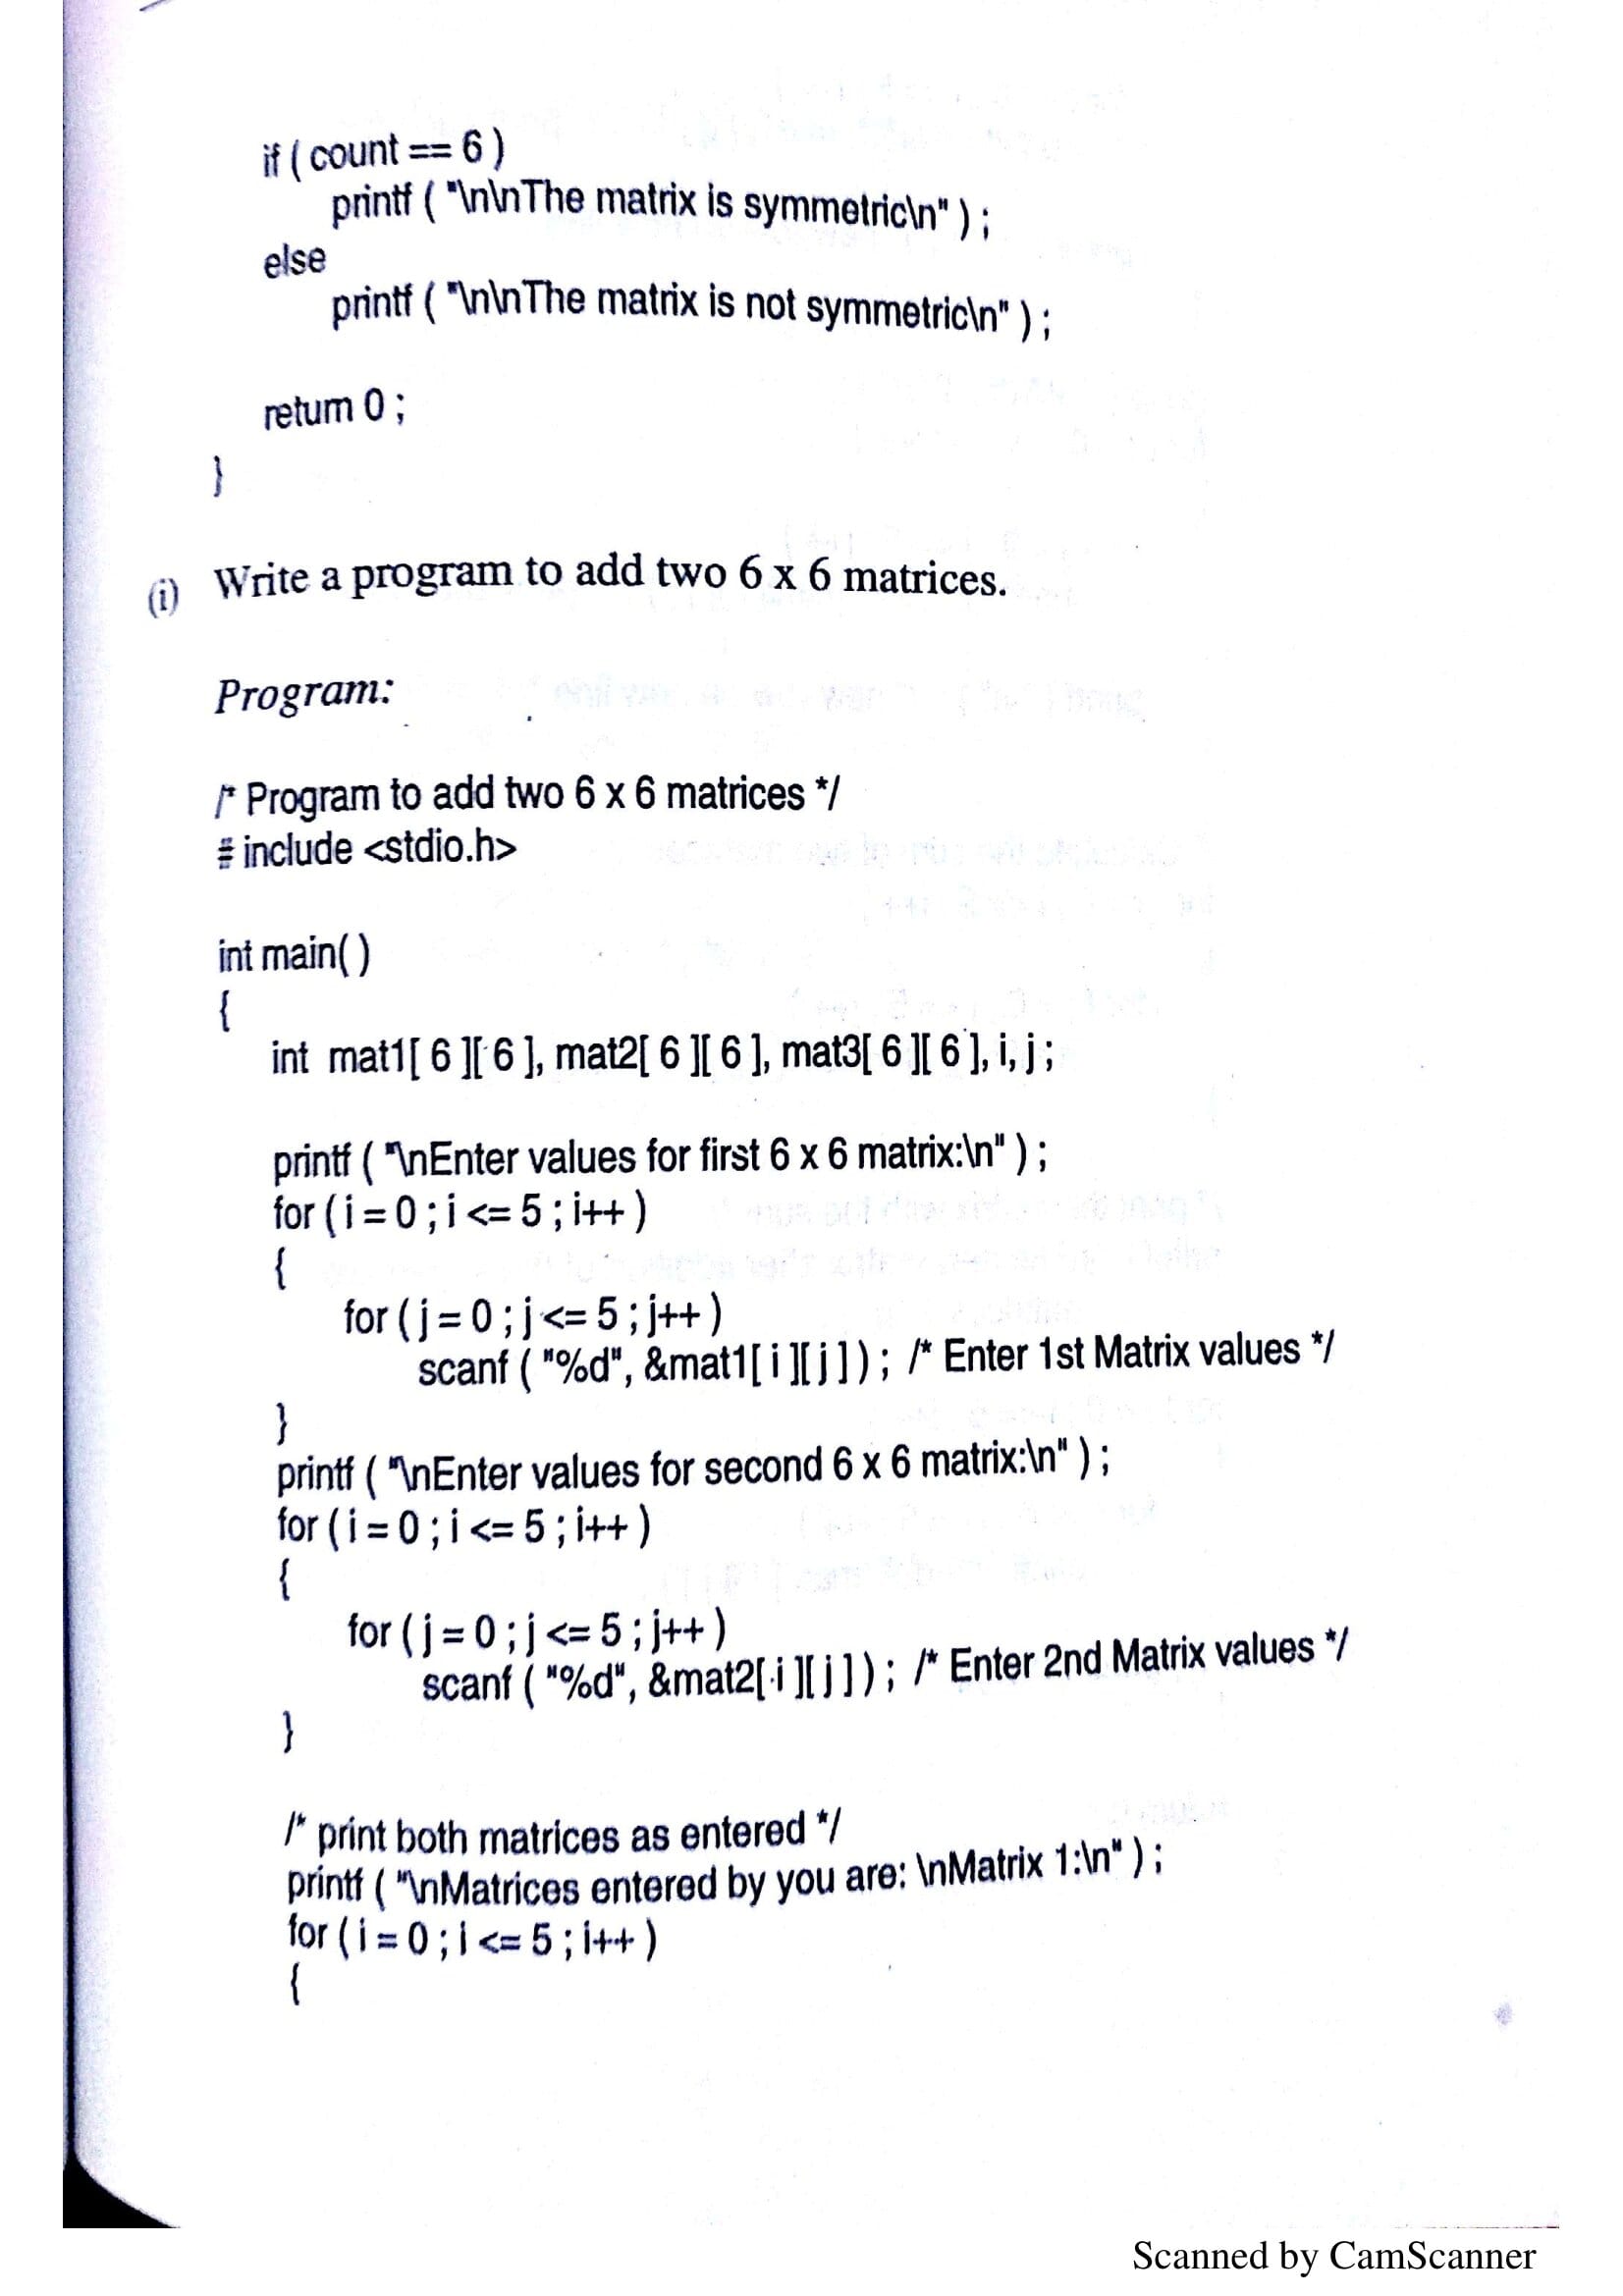 if ( count == 6 )
printf ( "\n\nThe matrix is symmetric\n" ) ;
else
printf ( "\n\nThe matrix is not symmetric\n" ) ;
return 0 ;
}
(i) Write a program to add two 6 x 6 matrices.
Program:
/* Program to add two 6 x 6 matrices */
# include <stdio.h>
int main( )
{
int mat1[ 6 ][ 6 ], mat2[ 6 ][ 6 ], mat3[ 6 ][ 6 ], i, j ;
printf ( "\nEnter values for first 6 x 6 matrix:\n" ) ;
for ( i = 0 ; i <= 5 ; i++ )
{
for ( j = 0 ; j <= 5 ; j++ )
scanf ( "%d", &mat1[ i ][ j ] ) ; /* Enter 1st Matrix values */
}
printf ( "\nEnter values for second 6 x 6 matrix:\n" ) ;
for ( i = 0 ; i <= 5 ; i++ )
{
for ( j = 0 ; j <= 5 ; j++ )
scanf ( "%d", &mat2[ i ][ j ] ) ; /* Enter 2nd Matrix values */
}
/* print both matrices as entered */
printf ( "\nMatrices entered by you are: \nMatrix 1:\n" ) ;
for ( i = 0 ; i <= 5 ; i++ )
{
Scanned by CamScanner